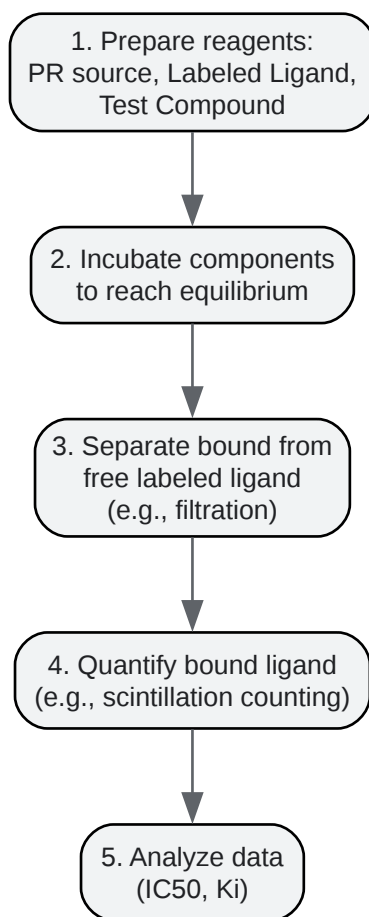 1. Prepare reagents:
PR source, Labeled Ligand,
Test Compound
2. Incubate components
to reach equilibrium
3. Separate bound from
free labeled ligand
(e.g., filtration)
4. Quantify bound ligand
(e.g., scintillation counting)
5. Analyze data
(IC50, Ki)